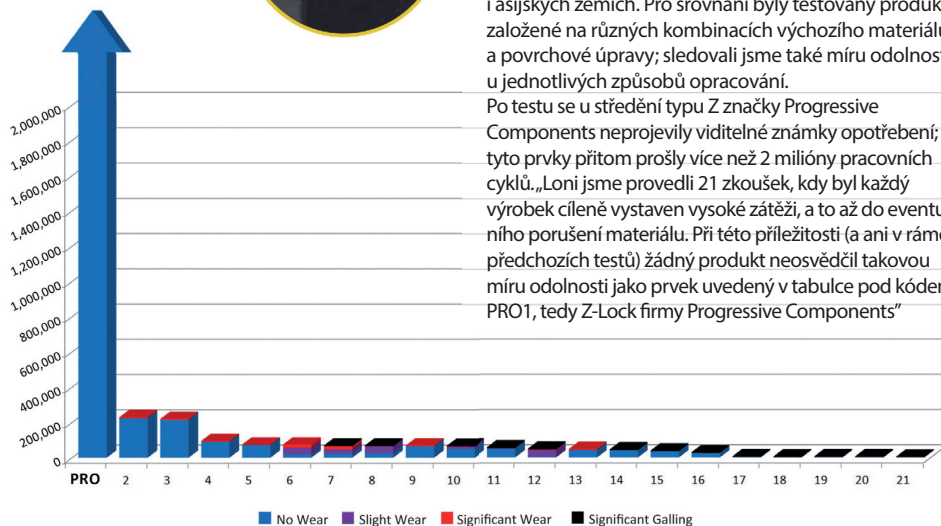 i asijských zemích. Pro srovnání byly testovány
založené na různých kombinacích výchozího
a povrchové úpravy; sledovali jsme také míru
u jednotlivých způsobů opracování.
Po testu se u středění typu Z značky Progressive
Components neprojevily viditelné známky opotřebení;
tyto prvky přitom prošly více než 2 milióny pracovních
cyklů. „Loni jsme provedli 21 zkoušek, kdy byl každý
výrobek cíleně vystaven vysoké zátěži, a to až do
ního porušení materiálu. Při této příležitosti (a ani v
předchozích testů) žádný produkt neosvědčil takovou
míru odolnosti jako prvek uvedený v tabulce pod
PRO1, tedy Z-Lock firmy Progressive Components”
2,000,000
1,800,000
1,600,000
1,400,000
1,200,000
1,000,000
800,000
600,000
400,000
200,000
0
PRO 2 3 4 5 6 7 8 9 10 11 12 13 14 15 16 17 18 19 20 21
No Wear Slight Wear Significant Wear Significant Galling